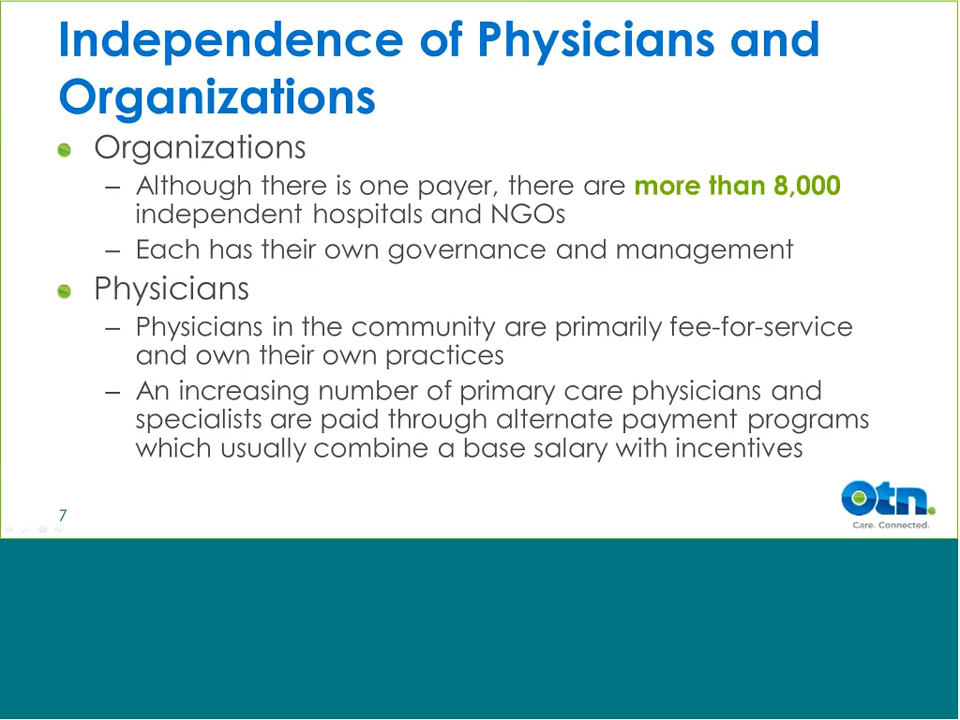 Independence of Physicians and
Organizations
Organizations
– Although there is one payer, there are more than 8,000
independent hospitals and NGOs
– Each has their own governance and management
Physicians
– Physicians in the community are primarily fee-for-service
and own their own practices
– An increasing number of primary care physicians and
specialists are paid through alternate payment programs
which usually combine a base salary with incentives
7
otn.
Care. Connected.